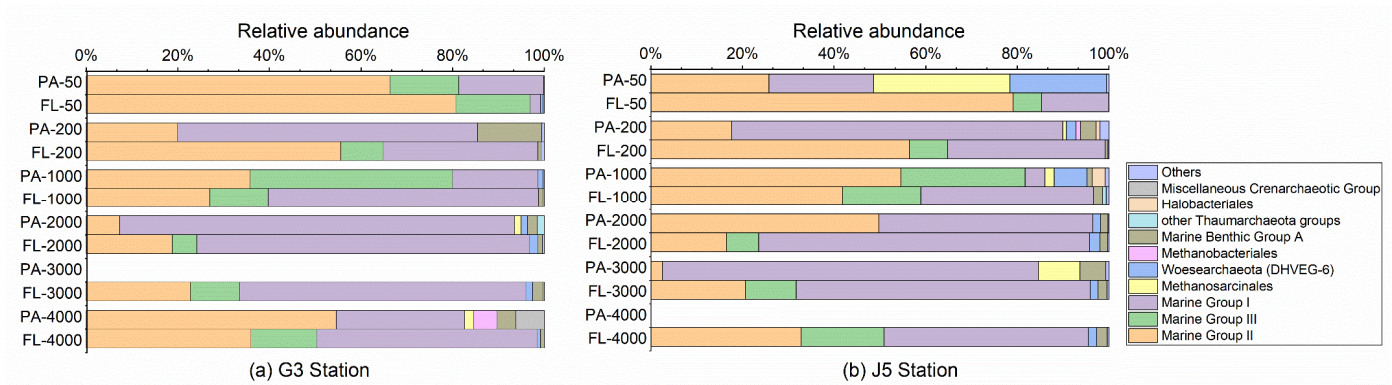 Relative abundance
0% 20% 40% 60% 80% 100%
PA-50
FL-50
PA-200
FL-200
PA-1000
FL-1000
PA-2000
FL-2000
PA-3000
FL-3000
PA-4000
FL-4000
(a) G3 Station
Relative abundance
0% 20% 40% 60% 80% 100%
PA-50
FL-50
PA-200
FL-200
PA-1000
FL-1000
PA-2000
FL-2000
PA-3000
FL-3000
PA-4000
FL-4000
(b) J5 Station
Others
Miscellaneous Crenarchaeotic Group
Halobacteriales
other Thaumarchaeota groups
Marine Benthic Group A
Methanobacteriales
Woesearchaeota (DHVEG-6)
Methanosarcinales
Marine Group I
Marine Group III
Marine Group II